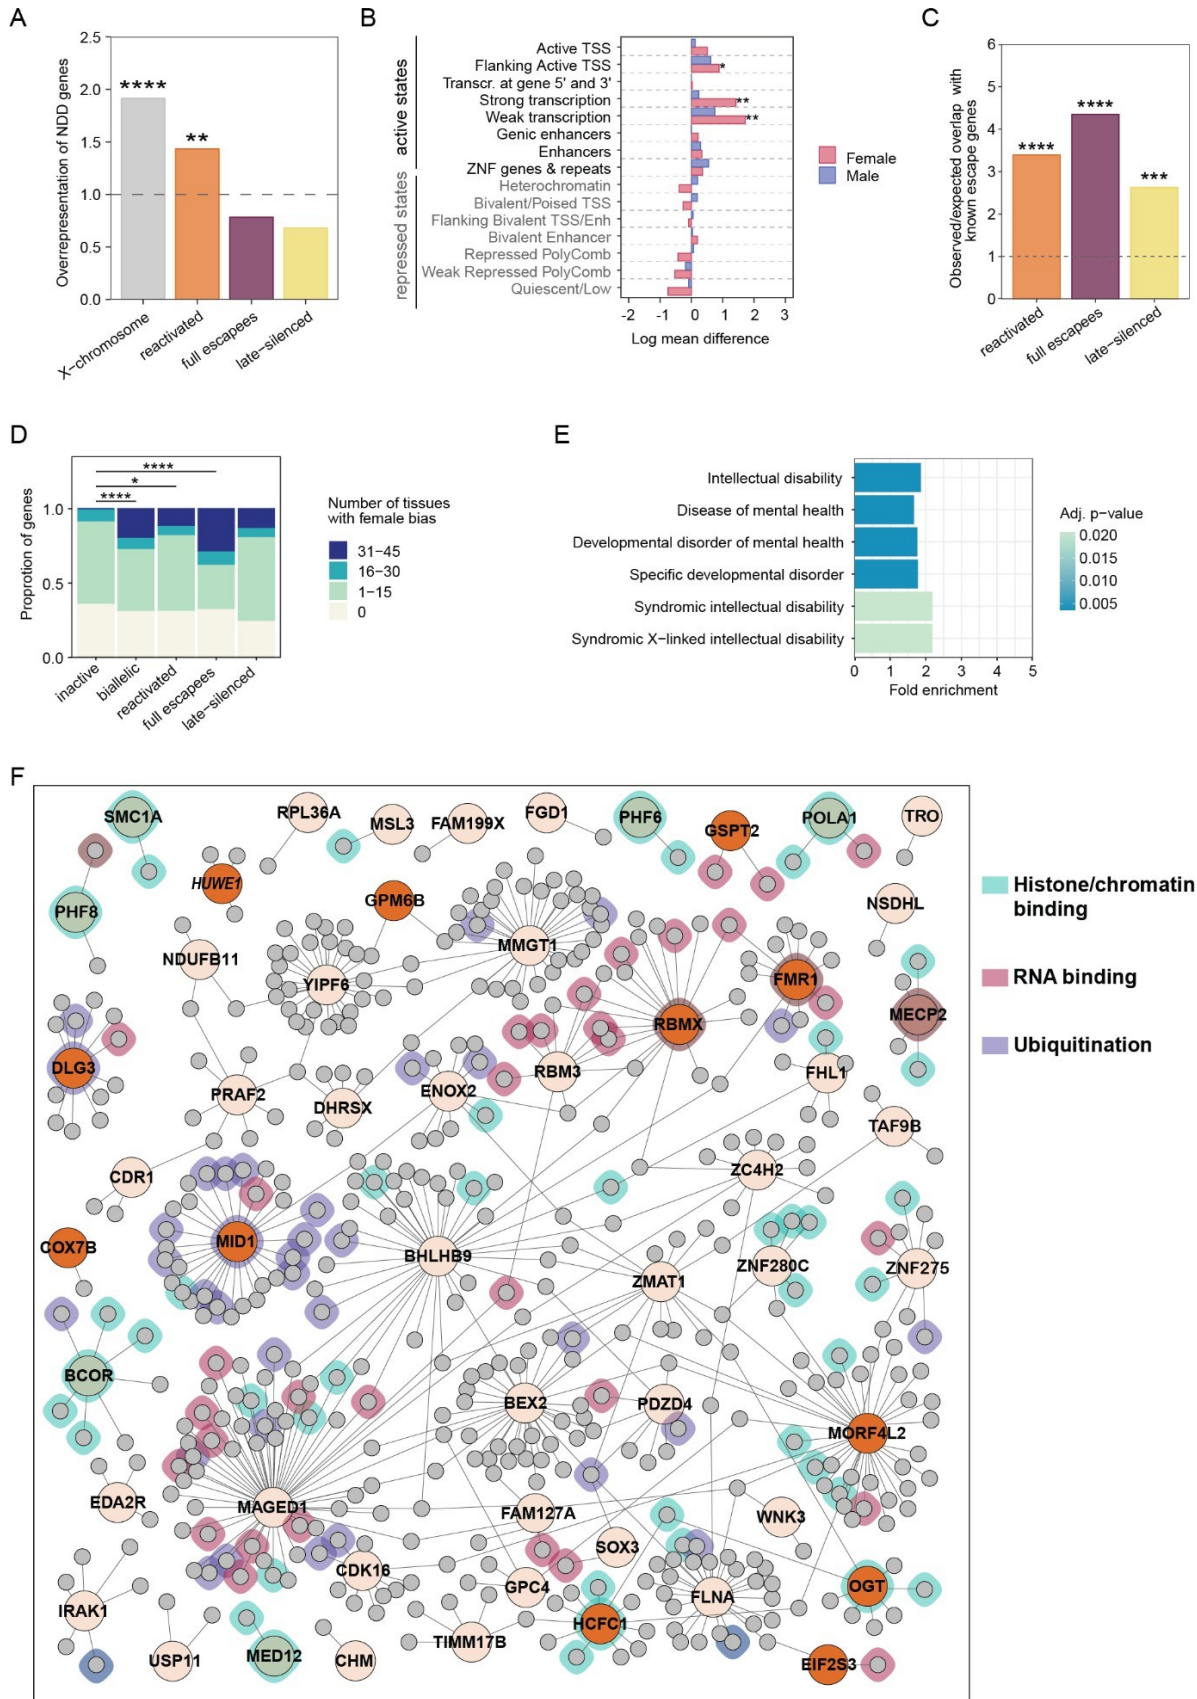 A
Overrepresentation of NDD genes
2.5
2.0
1.5
1.0
0.5
0.0
****
**
X-chromosome
reactivated
full escapees
late-silenced
B
active states
repressed states
Active TSS
Flanking Active TSS
Transcr. at gene 5' and 3'
Strong transcription
Weak transcription
Genic enhancers
Enhancers
ZNF genes & repeats
Heterochromatin
Bivalent/Poised TSS
Flanking Bivalent TSS/Enh
Bivalent Enhancer
Repressed PolyComb
Weak Repressed PolyComb
Quiescent/Low
*
**
**
-2 -1 0 1 2 3
Log mean difference
Female
Male
C
Observed/expected overlap with
known escape genes
6
5
4
3
2
1
0
****
****
***
reactivated
full escapees
late-silenced
D
Proportion of genes
1.0
0.5
0.0
****
*
****
inactive
biallelic
reactivated
full escapees
late-silenced
Number of tissues
with female bias
31-45
16-30
1-15
0
E
Intellectual disability
Disease of mental health
Developmental disorder of mental health
Specific developmental disorder
Syndromic intellectual disability
Syndromic X-linked intellectual disability
0 1 2 3 4 5
Fold enrichment
Adj. p-value
0.020
0.015
0.010
0.005
F
SMC1A
RPL36A
MSL3
FAM199X
FGD1
PHF6
GSPT2
POLA1
TRO
HUWE1
GPM6B
PHF8
NSDHL
MMGT1
NDUFB11
YIPF6
FMR1
MECP2
RBMX
DLG3
RBM3
FHL1
ENOX2
PRAF2
DHRSX
TAF9B
CDR1
ZC4H2
COX7B
MID1
BHLHB9
ZMAT1
ZNF280C
ZNF275
BCOR
BEX2
PDZD4
MORF4L2
EDA2R
MAGED1
FAM127A
WNK3
SOX3
CDK16
GPC4
FLNA
OGT
IRAK1
HCFC1
TIMM17B
USP11
MED12
CHM
EIF2S3
Histone/chromatin
binding
RNA binding
Ubiquitination